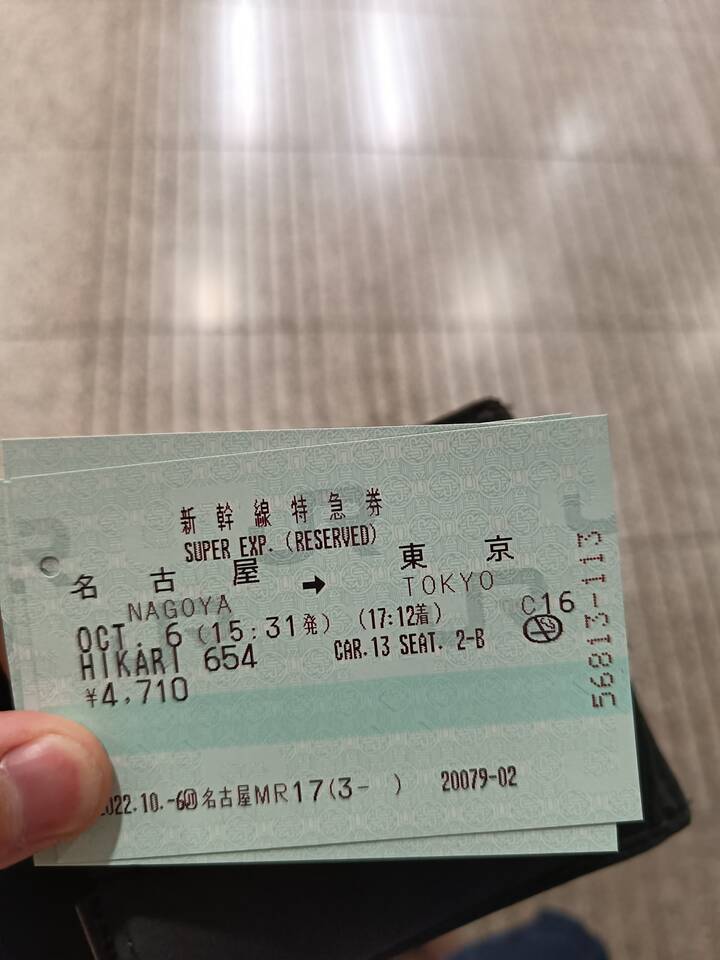 新幹線特急券
SUPER EXP. (RESERVED)
名古屋 ➡ 東京
NAGOYA TOKYO
OCT. 6 (15:31発) (17:12着) C16
HIKARI 654 CAR.13 SEAT. 2-B
¥4,710
2022.10.-6 名古屋MR17(3- ) 20079-02
56813-113
JR